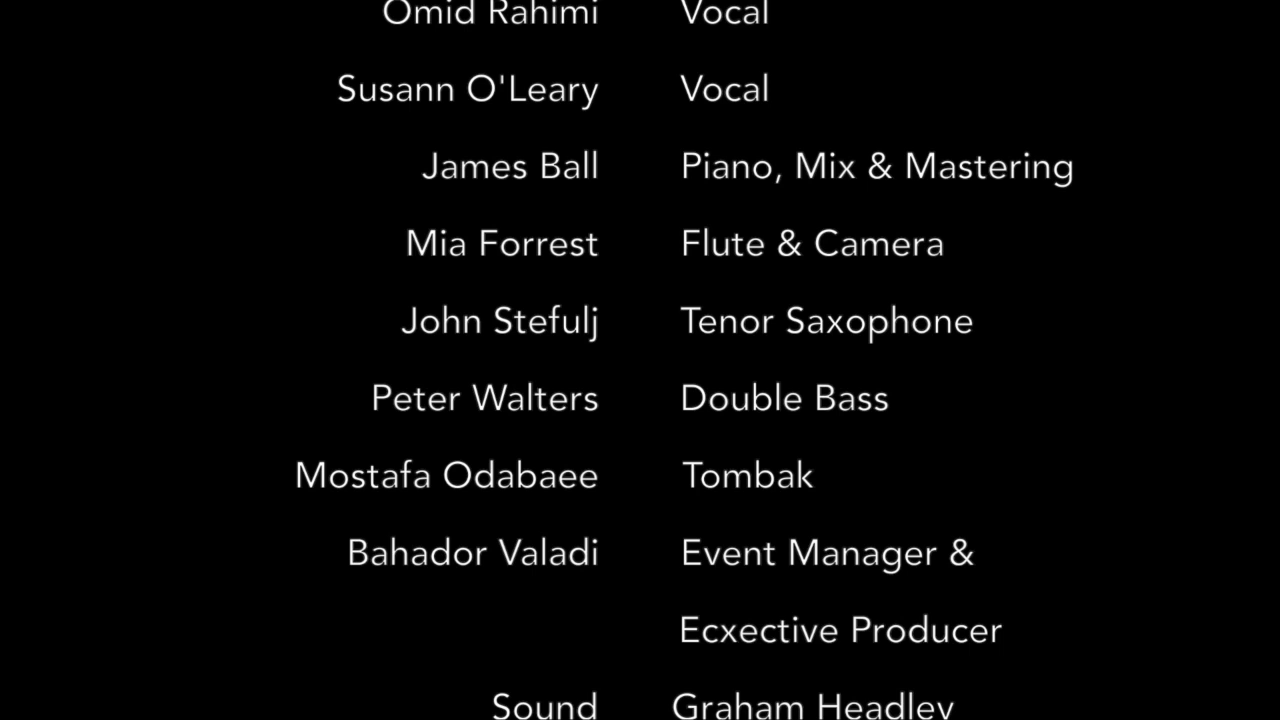 Omid Rahimi Vocal
Susann O'Leary Vocal
James Ball Piano, Mix & Mastering
Mia Forrest Flute & Camera
John Stefulj Tenor Saxophone
Peter Walters Double Bass
Mostafa Odabaee Tombak
Bahador Valadi Event Manager &
Ecxective Producer
Sound Graham Headley